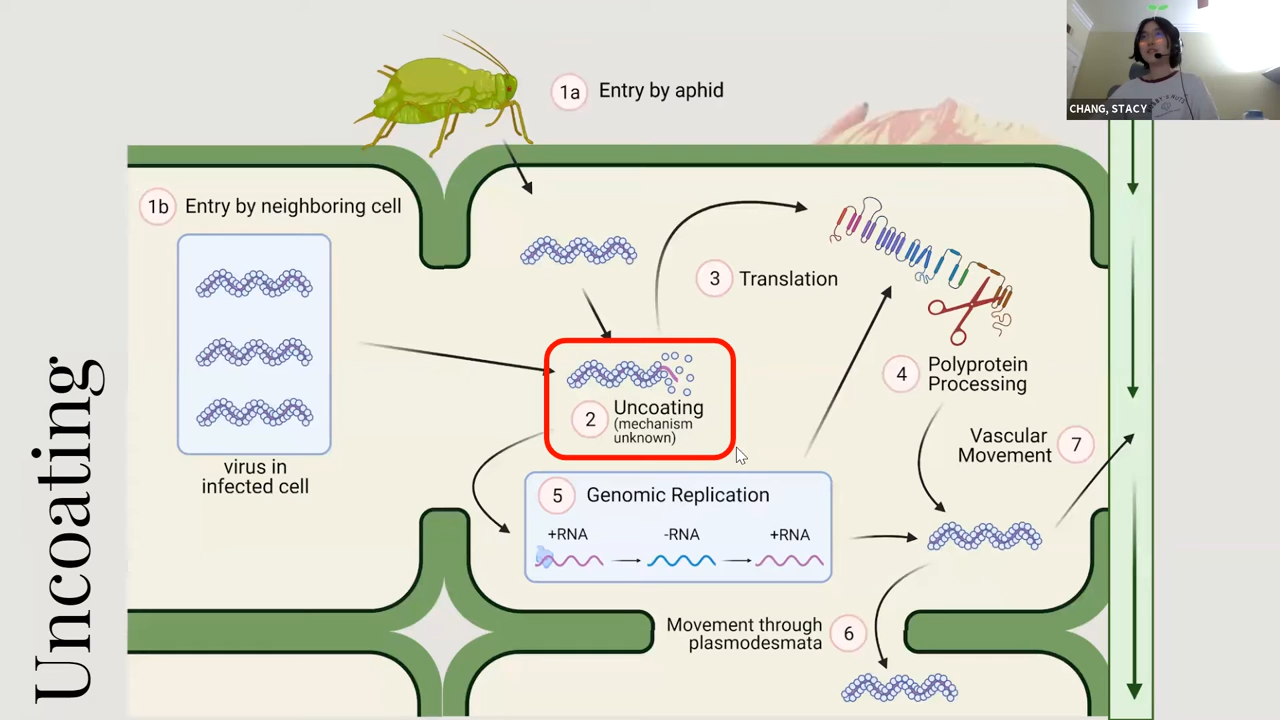 Uncoating
1a Entry by aphid
CHANG, STACY
1b Entry by neighboring cell
virus in
infected cell
2 Uncoating
(mechanism
unknown)
3 Translation
4 Polyprotein
Processing
5 Genomic Replication
+RNA -RNA +RNA
Vascular
Movement 7
Movement through
plasmodesmata 6